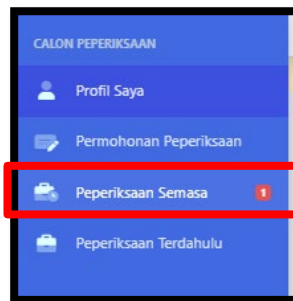 CALON PEPERIKSAAN
Profil Saya
Permohonan Peperiksaan
Peperiksaan Semasa 1
Peperiksaan Terdahulu